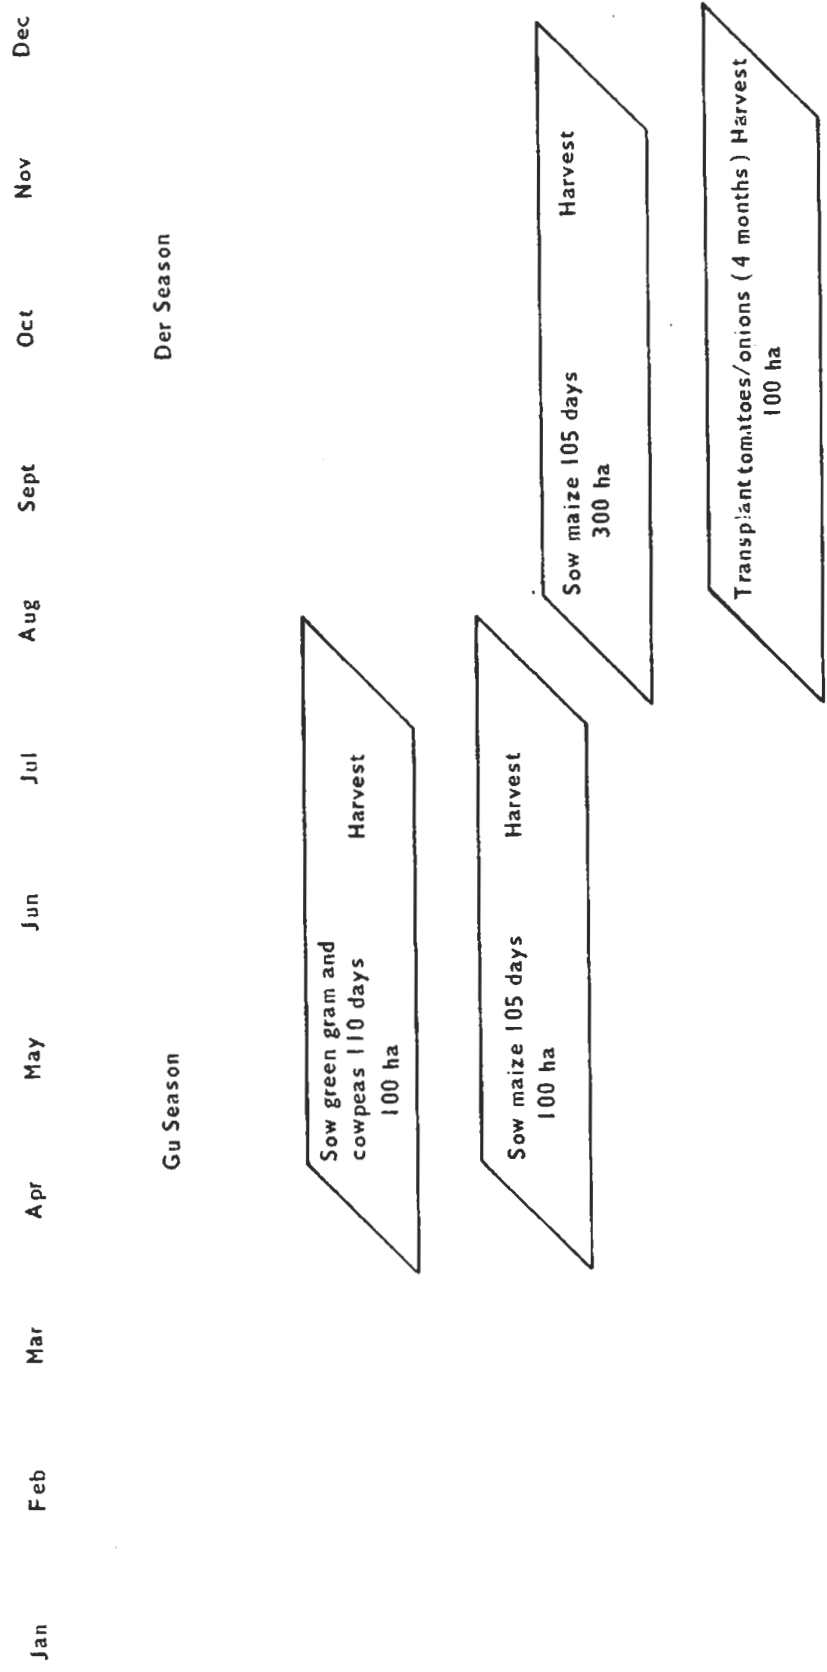 Jan Feb Mar Apr May Jun Jul Aug Sept Oct Nov Dec
Gu Season Der Season
Sow green gram and
cowpeas 110 days Harvest
100 ha
Sow maize 105 days Harvest
100 ha
Sow maize 105 days Harvest
300 ha
Transplant tomatoes/onions (4 months) Harvest
100 ha